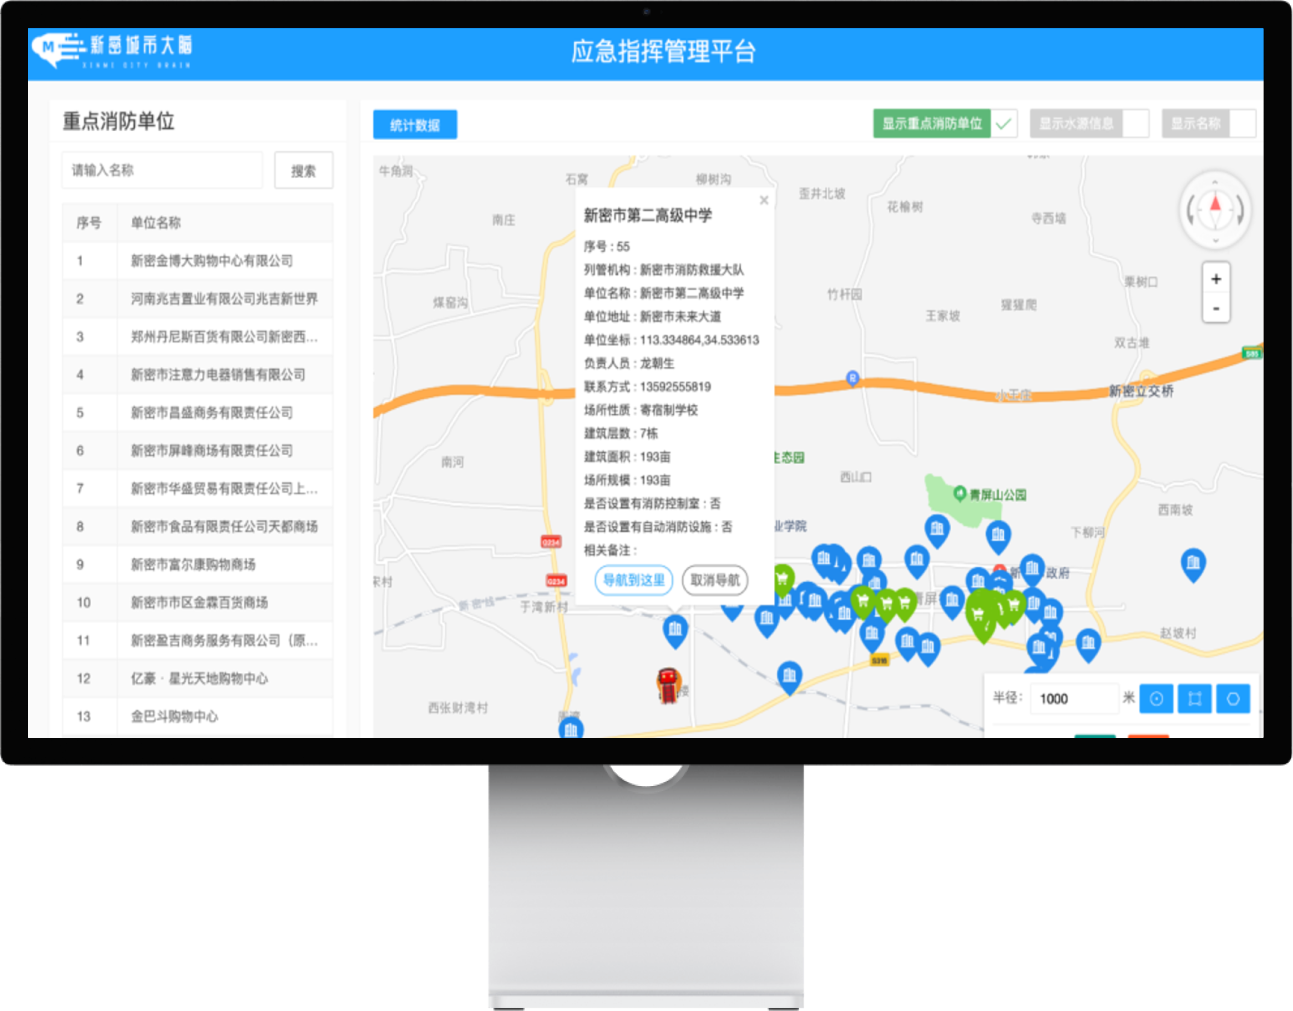 新密城市大脑
XINMI CITY BRAIN
应急指挥管理平台
重点消防单位
请输入名称
搜索
序号 单位名称
1 新密金博大购物中心有限公司
2 河南兆吉置业有限公司兆吉新世界
3 郑州丹尼斯百货有限公司新密西...
4 新密市注意力电器销售有限公司
5 新密市昌盛商务有限责任公司
6 新密市屏峰商场有限责任公司
7 新密市华盛贸易有限责任公司上...
8 新密市食品有限责任公司天都商场
9 新密市富尔康购物商场
10 新密市市区金霖百货商场
11 新密盈吉商务服务有限公司（原...
12 亿豪 · 星光天地购物中心
13 金巴斗购物中心
统计数据
显示重点消防单位
显示水源信息
显示名称
牛角洞
石窝
柳树沟
歪井北坡
花榆树
南庄
寺西墙
栗树口
煤窑沟
竹杆园
王家坡
猩猩爬
双古堆
S85
新密立交桥
新密市第二高级中学
序号 : 55
列管机构 : 新密市消防救援大队
单位名称 : 新密市第二高级中学
单位地址 : 新密市未来大道
单位坐标 : 113.334864,34.533613
负责人员 : 龙朝生
联系方式 : 13592555819
场所性质 : 寄宿制学校
建筑层数 : 7栋
建筑面积 : 193亩
场所规模 : 193亩
是否设置有消防控制室 : 否
是否设置有自动消防设施 : 否
相关备注 :
导航到这里
取消导航
南河
生态园
西山口
青屏山公园
西南坡
业学院
下柳河
G234
G234
宋村
新密线
于湾新村
新
政府
青屏
赵坡村
S316
楼
西张财湾村
半径:
1000
米
+
-